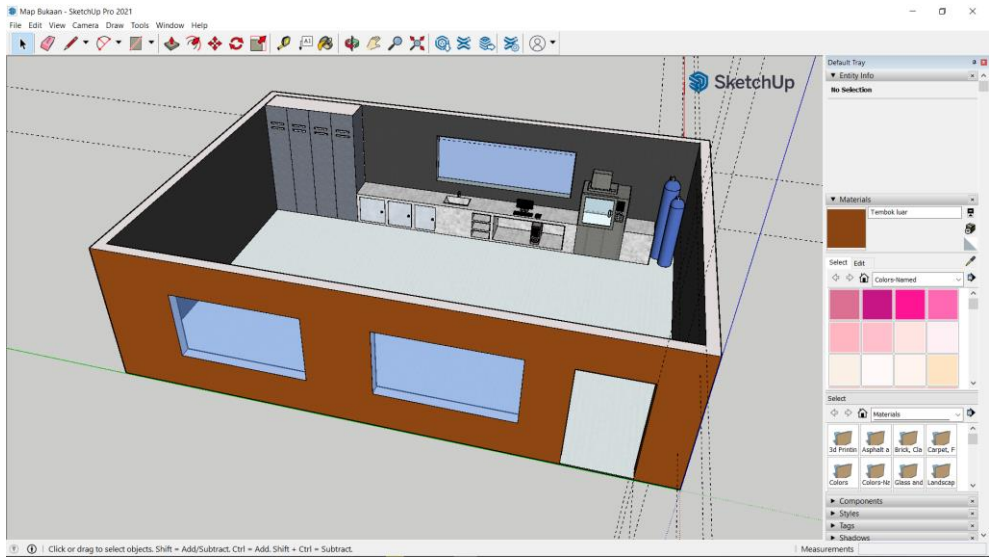 Map Bukaan - SketchUp Pro 2021
File Edit View Camera Draw Tools Window Help
SketchUp
Default Tray
Entity Info
No Selection
Materials
Tembok luar
Select Edit
Colors-Named
Select
Materials
3d Printin Asphalt a Brick, Cla Carpet, F
Colors Colors-Na Glass and Landscap
Components
Styles
Tags
Shadows
Click or drag to select objects. Shift = Add/Subtract. Ctrl = Add. Shift + Ctrl = Subtract.
Measurements